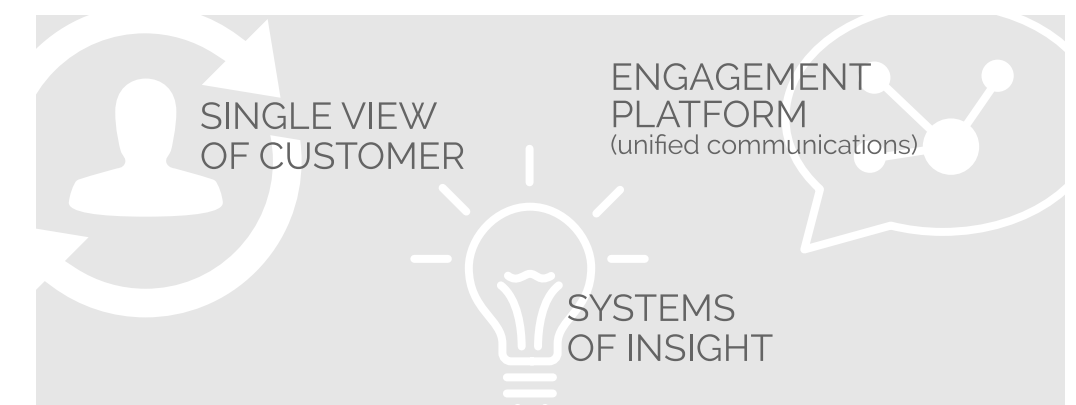 SINGLE VIEW
OF CUSTOMER
ENGAGEMENT
PLATFORM
(unified communications)
SYSTEMS
OF INSIGHT